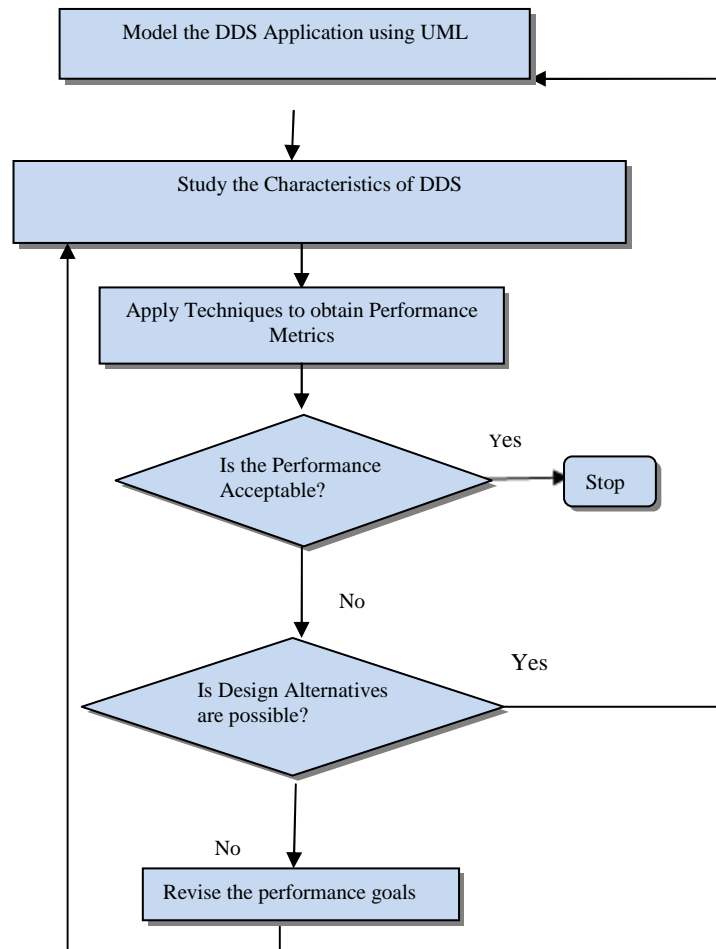 Model the DDS Application using UML
Study the Characteristics of DDS
Apply Techniques to obtain Performance
Metrics
Yes
Is the Performance
Acceptable?
Stop
No
Yes
Is Design Alternatives
are possible?
No
Revise the performance goals